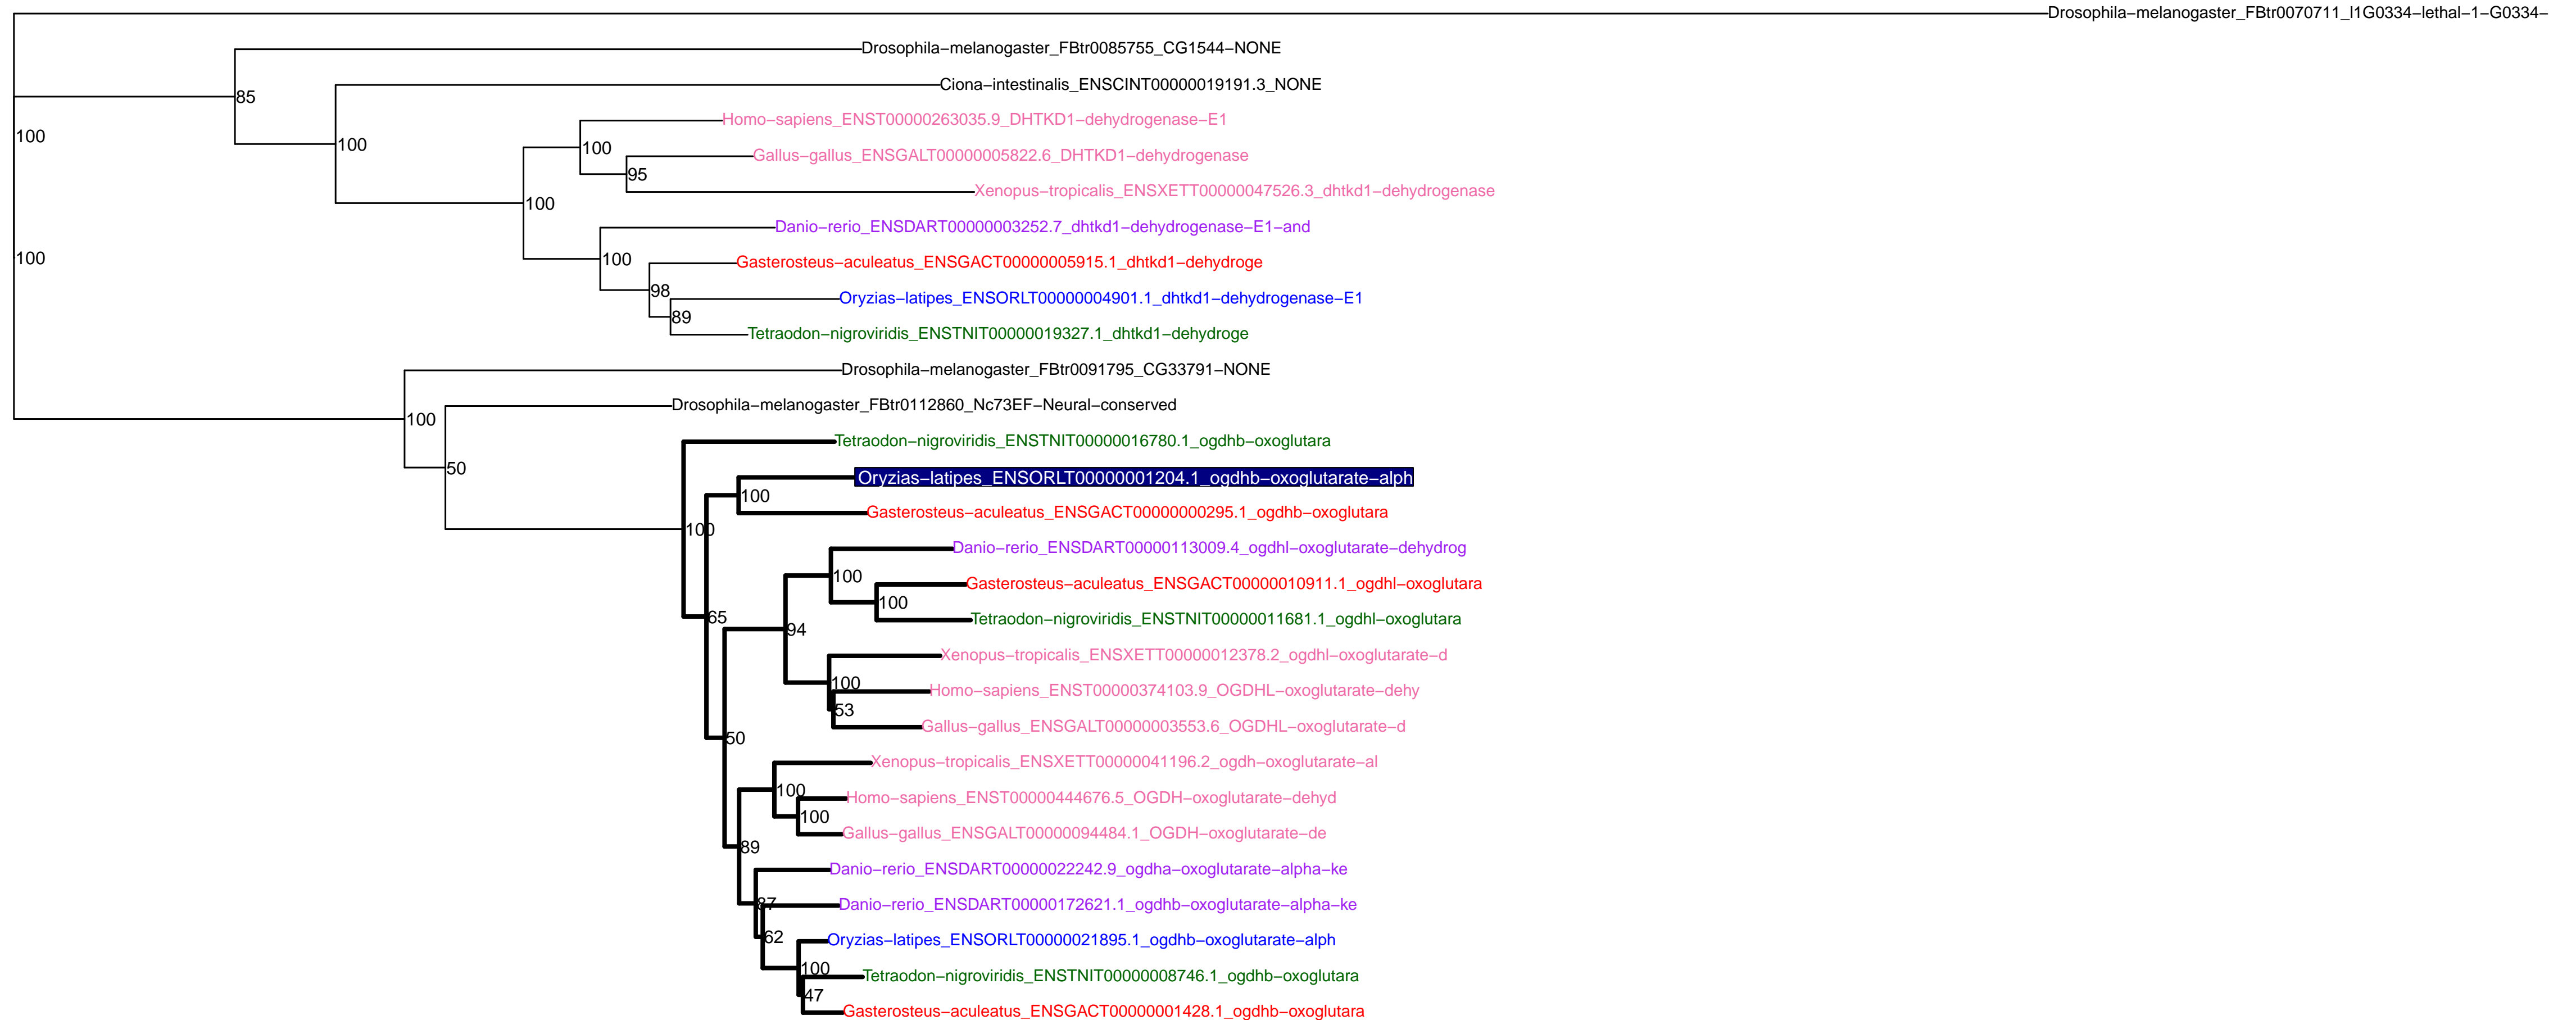 Drosophila−melanogaster_FBtr0070711_l1G0334−lethal−1−G0334−
Drosophila−melanogaster_FBtr0085755_CG1544−NONE
Ciona−intestinalis_ENSCINT00000019191.3_NONE
85
Homo−sapiens_ENST00000263035.9_DHTKD1−dehydrogenase−E1
100
100
100
Gallus−gallus_ENSGALT00000005822.6_DHTKD1−dehydrogenase
95
Xenopus−tropicalis_ENSXETT00000047526.3_dhtkd1−dehydrogenase
100
Danio−rerio_ENSDART00000003252.7_dhtkd1−dehydrogenase−E1−and
100
100
Gasterosteus−aculeatus_ENSGACT00000005915.1_dhtkd1−dehydroge
98
Oryzias−latipes_ENSORLT00000004901.1_dhtkd1−dehydrogenase−E1
89
Tetraodon−nigroviridis_ENSTNIT00000019327.1_dhtkd1−dehydroge
Drosophila−melanogaster_FBtr0091795_CG33791−NONE
Drosophila−melanogaster_FBtr0112860_Nc73EF−Neural−conserved
100
Tetraodon−nigroviridis_ENSTNIT00000016780.1_ogdhb−oxoglutara
50
Oryzias−latipes_ENSORLT00000001204.1_ogdhb−oxoglutarate−alph
100
Gasterosteus−aculeatus_ENSGACT00000000295.1_ogdhb−oxoglutara
100
Danio−rerio_ENSDART00000113009.4_ogdhl−oxoglutarate−dehydrog
100
Gasterosteus−aculeatus_ENSGACT00000010911.1_ogdhl−oxoglutara
100
Tetraodon−nigroviridis_ENSTNIT00000011681.1_ogdhl−oxoglutara
65
94
Xenopus−tropicalis_ENSXETT00000012378.2_ogdhl−oxoglutarate−d
100
Homo−sapiens_ENST00000374103.9_OGDHL−oxoglutarate−dehy
53
Gallus−gallus_ENSGALT00000003553.6_OGDHL−oxoglutarate−d
50
Xenopus−tropicalis_ENSXETT00000041196.2_ogdh−oxoglutarate−al
100
Homo−sapiens_ENST00000444676.5_OGDH−oxoglutarate−dehyd
100
Gallus−gallus_ENSGALT00000094484.1_OGDH−oxoglutarate−de
89
Danio−rerio_ENSDART00000022242.9_ogdha−oxoglutarate−alpha−ke
87
Danio−rerio_ENSDART00000172621.1_ogdhb−oxoglutarate−alpha−ke
62
Oryzias−latipes_ENSORLT00000021895.1_ogdhb−oxoglutarate−alph
100
Tetraodon−nigroviridis_ENSTNIT00000008746.1_ogdhb−oxoglutara
47
Gasterosteus−aculeatus_ENSGACT00000001428.1_ogdhb−oxoglutara